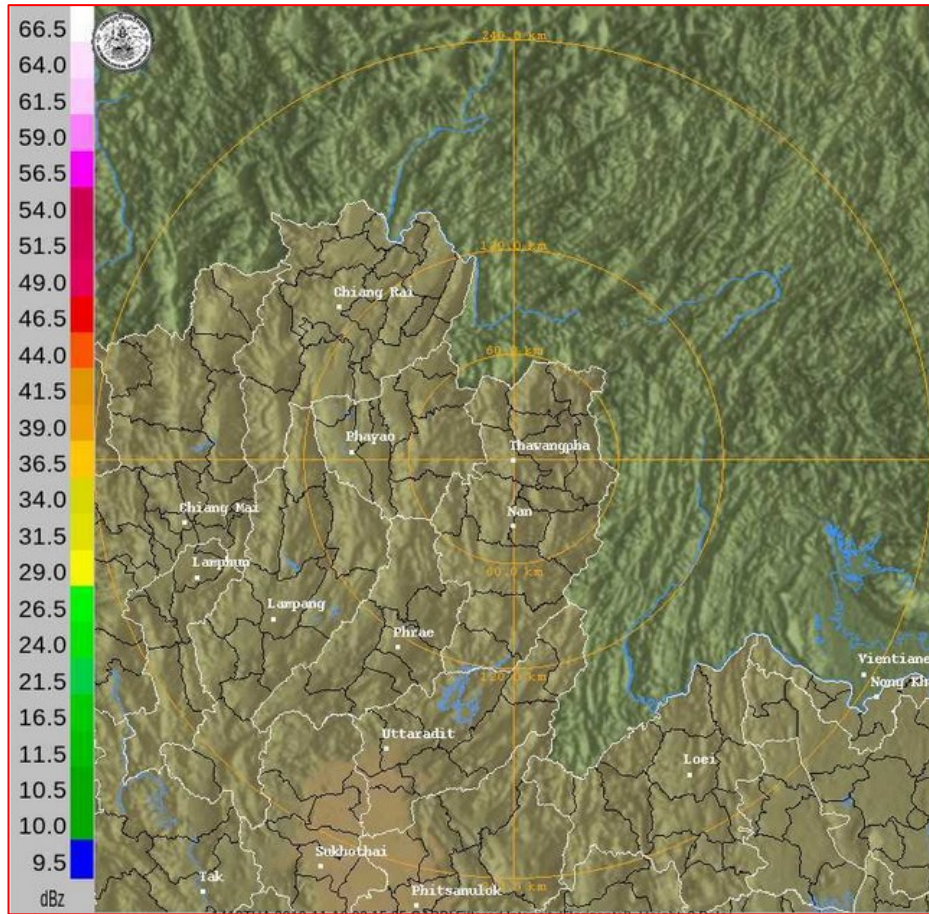 66.5
64.0
61.5
59.0
56.5
54.0
51.5
49.0
46.5
44.0
41.5
39.0
36.5
34.0
31.5
29.0
26.5
24.0
21.5
16.5
11.5
10.5
10.0
9.5
dBz
240.0 km
120.0 km
Chiang Rai
60.0 km
Phayao
Thawangpha
Chiang Mai
Nan
Lamphun
60.0 km
Lampang
Phrae
Vientiane
120.0 km
Nong Kh
Uttaradit
Loei
Sukhothai
Tak
Phitsanulok